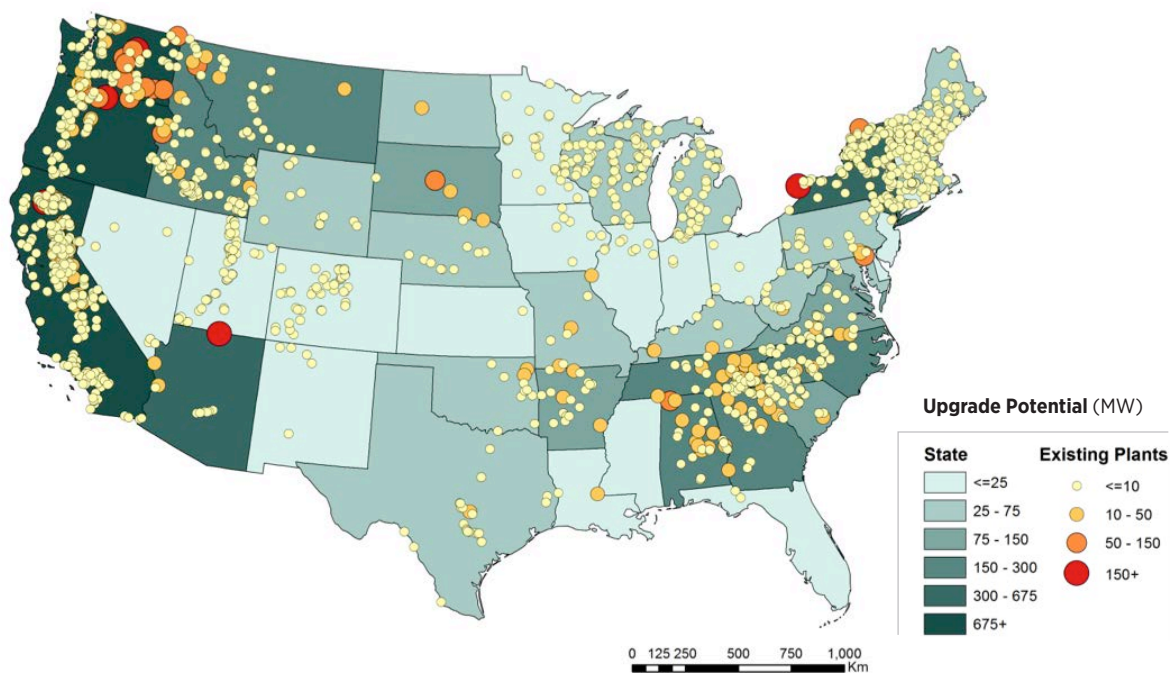 Upgrade Potential (MW)
State
<=25
25 - 75
75 - 150
150 - 300
300 - 675
675+
Existing Plants
<=10
10 - 50
50 - 150
150+
0 125 250 500 750 1,000
Km